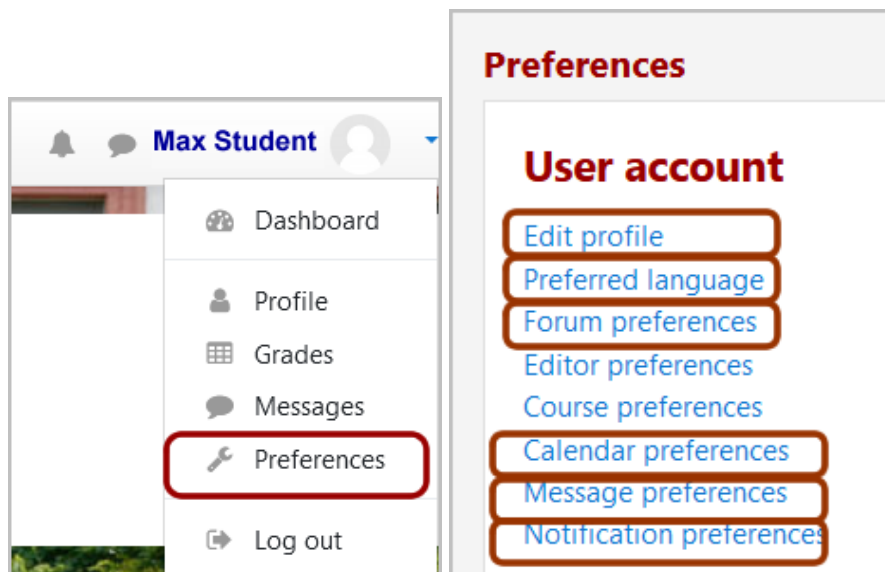 Max Student
Dashboard
Profile
Grades
Messages
Preferences
Log out
Preferences
User account
Edit profile
Preferred language
Forum preferences
Editor preferences
Course preferences
Calendar preferences
Message preferences
Notification preferences